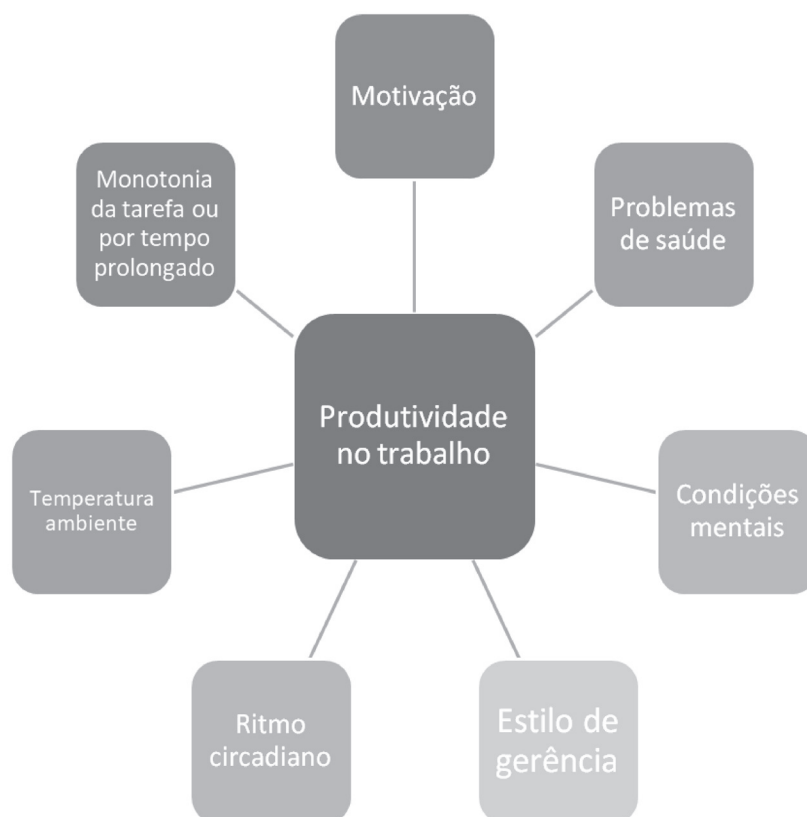 Motivação
Monotonia
da tarefa ou
por tempo
prolongado
Problemas
de saúde
Produtividade
no trabalho
Temperatura
ambiente
Condições
mentais
Ritmo
circadiano
Estilo de
gerência